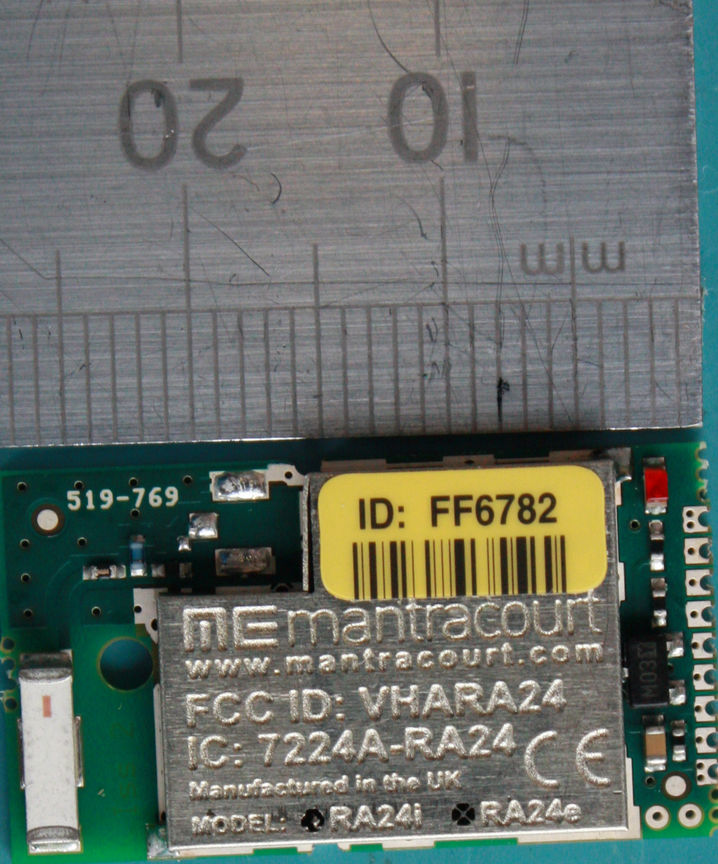 20 10
mm
519-769
ID: FF6782
ME mantracourt
www.mantracourt.com
FCC ID: VHARA24
IC: 7224A-RA24 CE
Manufactured in the UK
MODEL: RA24i RA24e